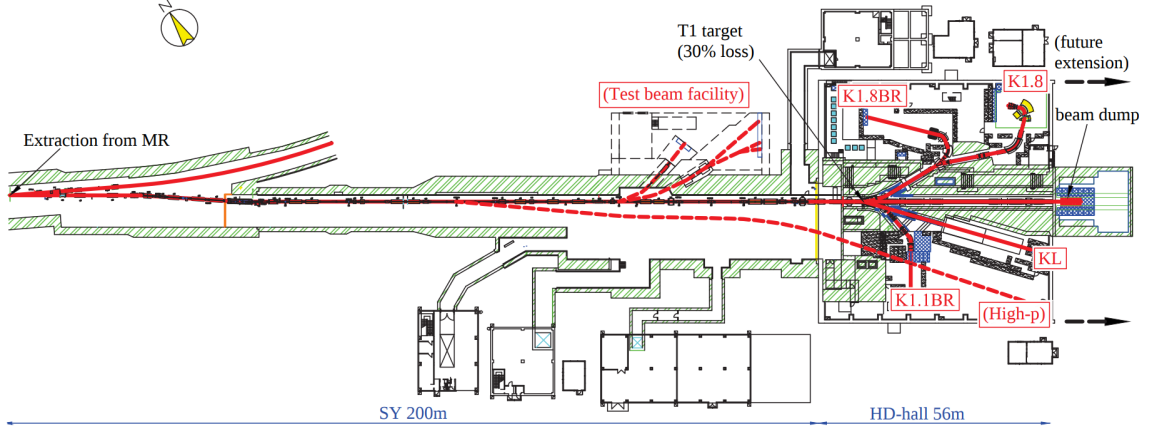 N
T1 target
(30% loss)
(future
extension)
K1.8
(Test beam facility)
K1.8BR
beam dump
Extraction from MR
KL
K1.1BR
(High-p)
SY 200m
HD-hall 56m